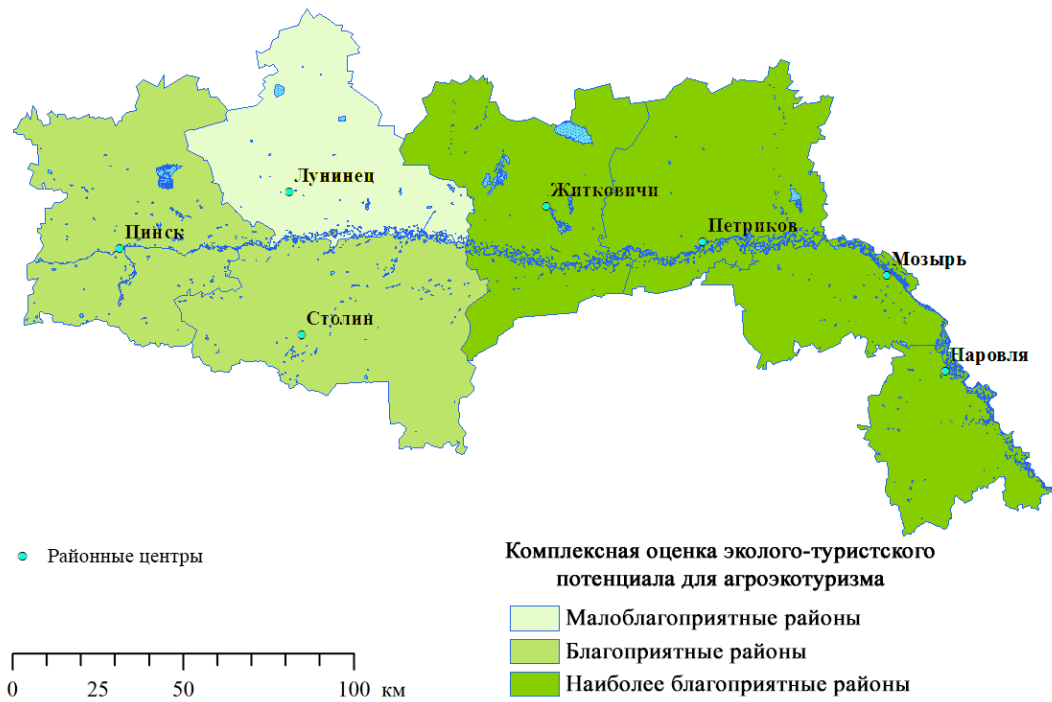 Лунинец
Житковичи
Пинск
Петриков
Мозырь
Столин
Наровля
Районные центры
Комплексная оценка эколого-туристского
потенциала для агроэкотуризма
Малоблагоприятные районы
Благоприятные районы
Наиболее благоприятные районы
0 25 50 100 км